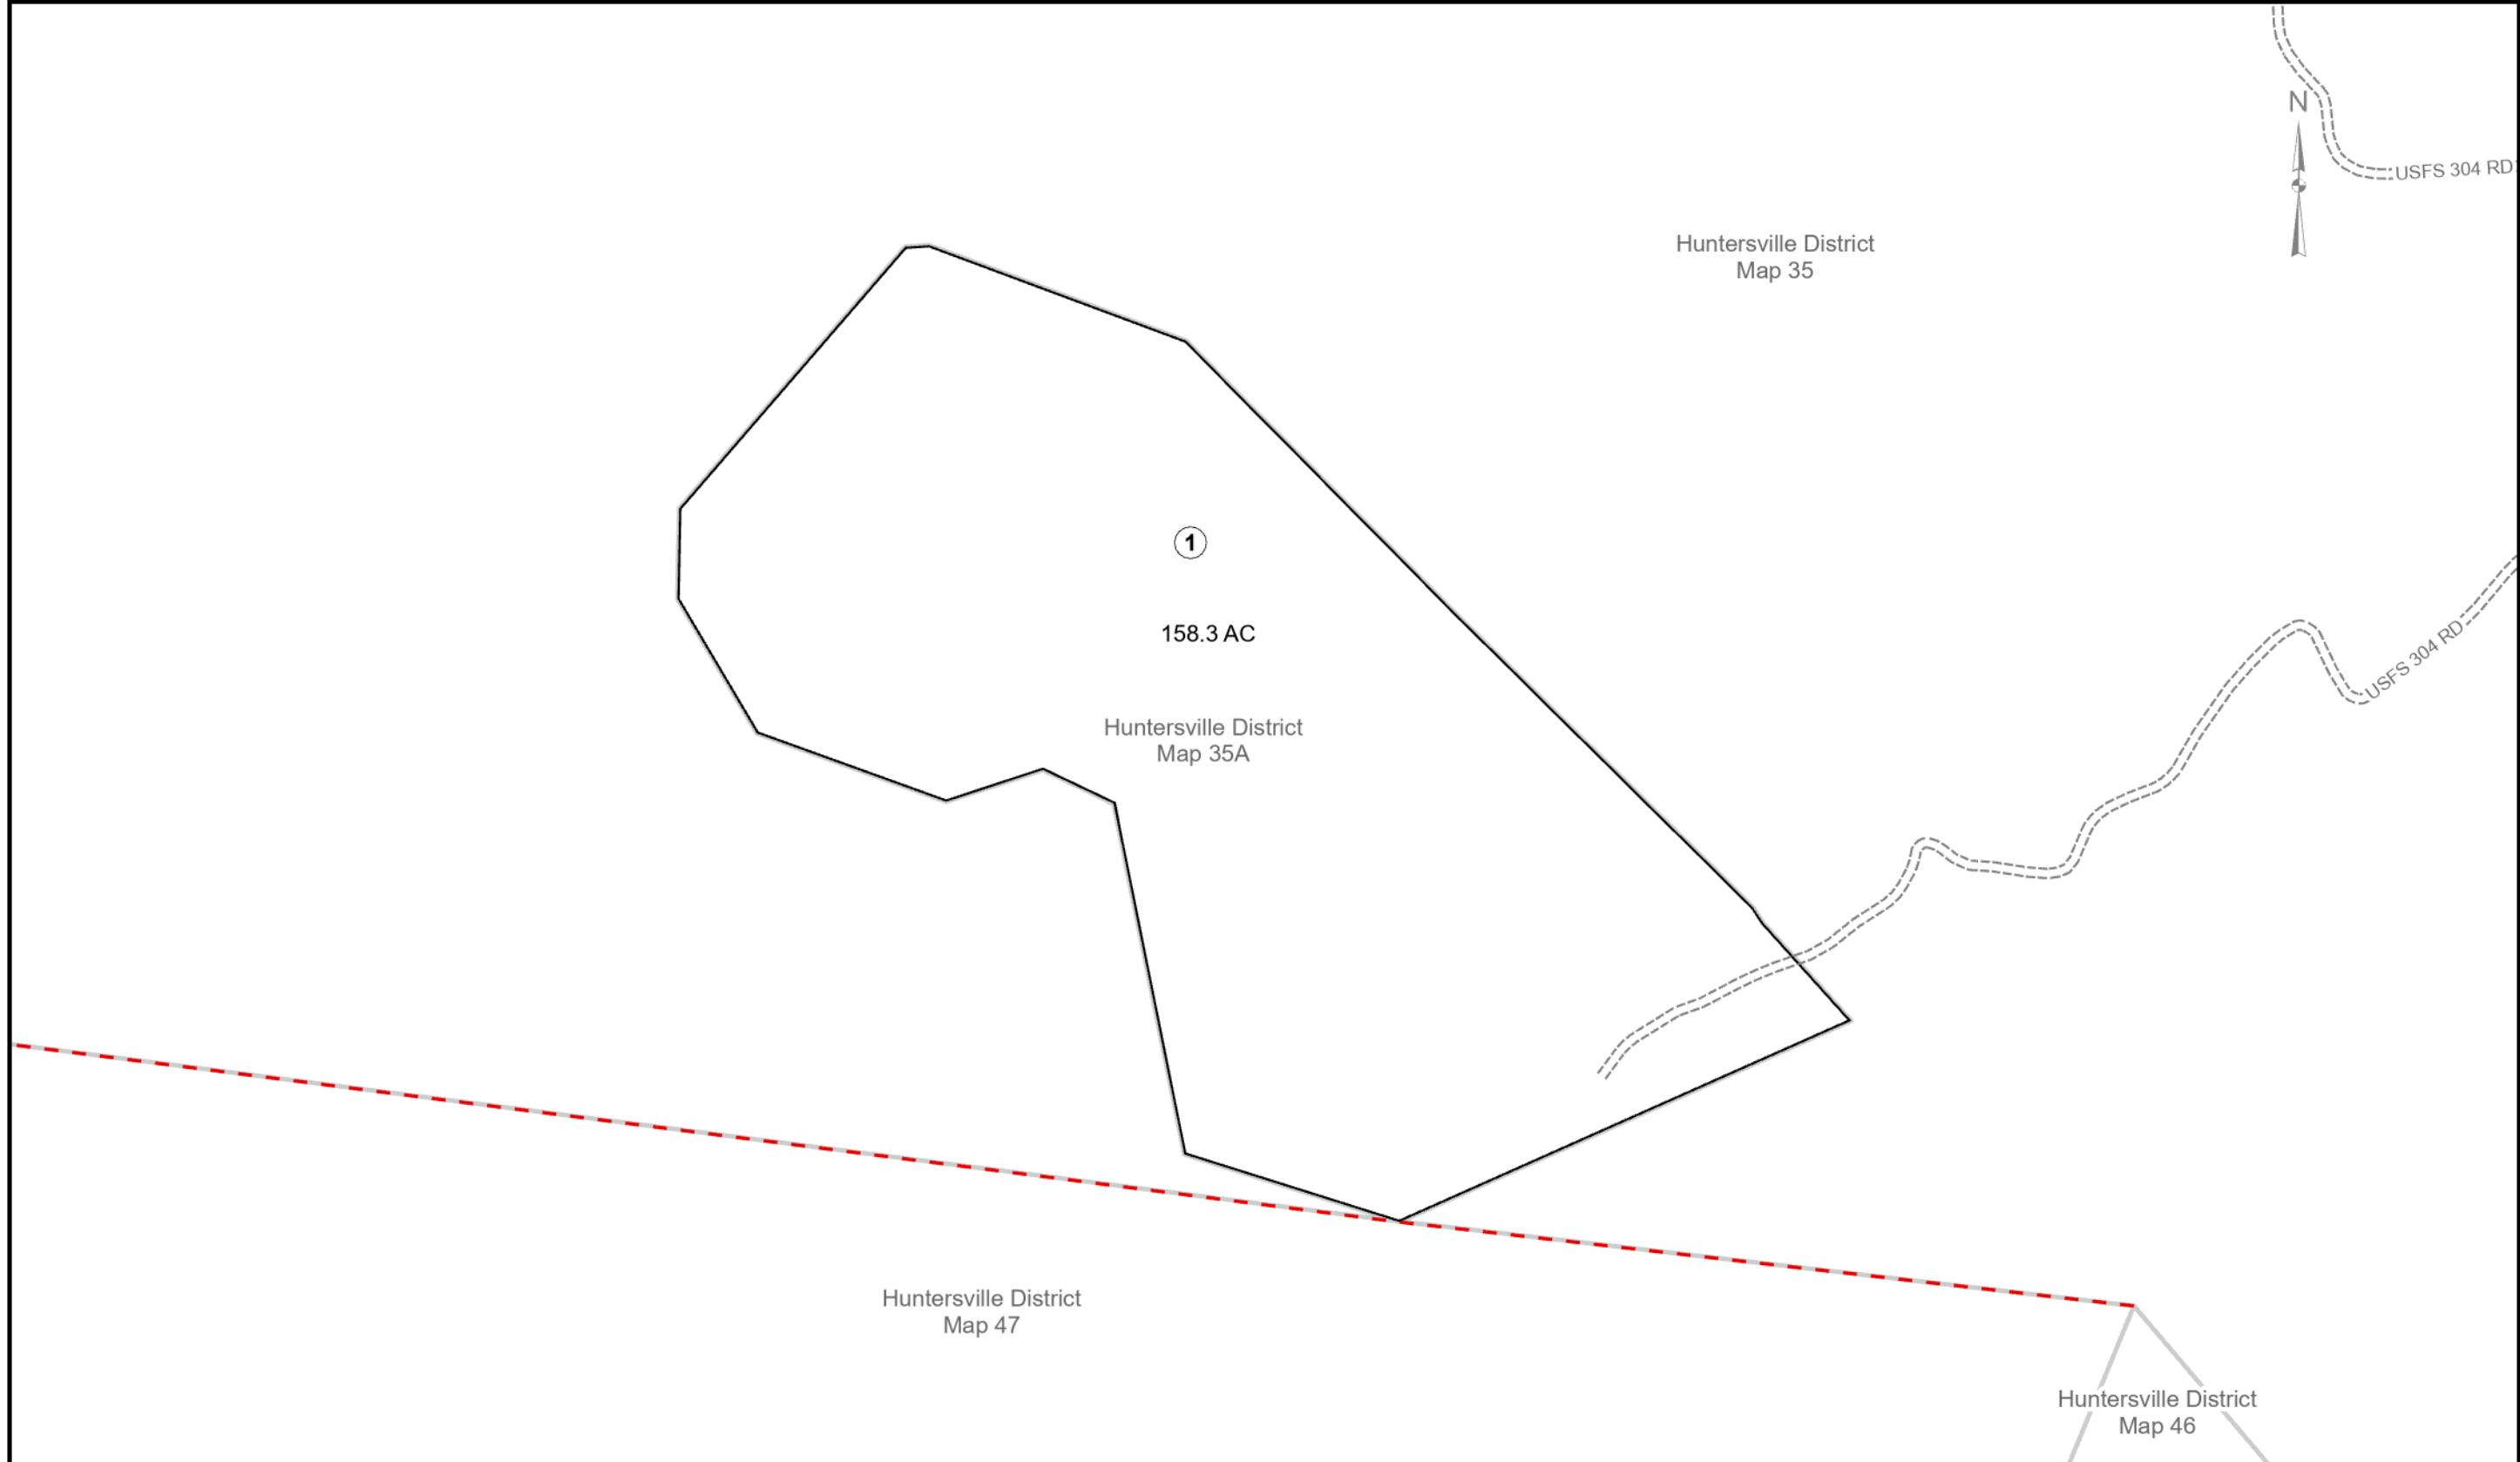 N
USFS 304 RD
Huntersville District
Map 35
1
158.3 AC
USFS 304 RD
Huntersville District
Map 35A
Huntersville District
Map 47
Huntersville District
Map 46